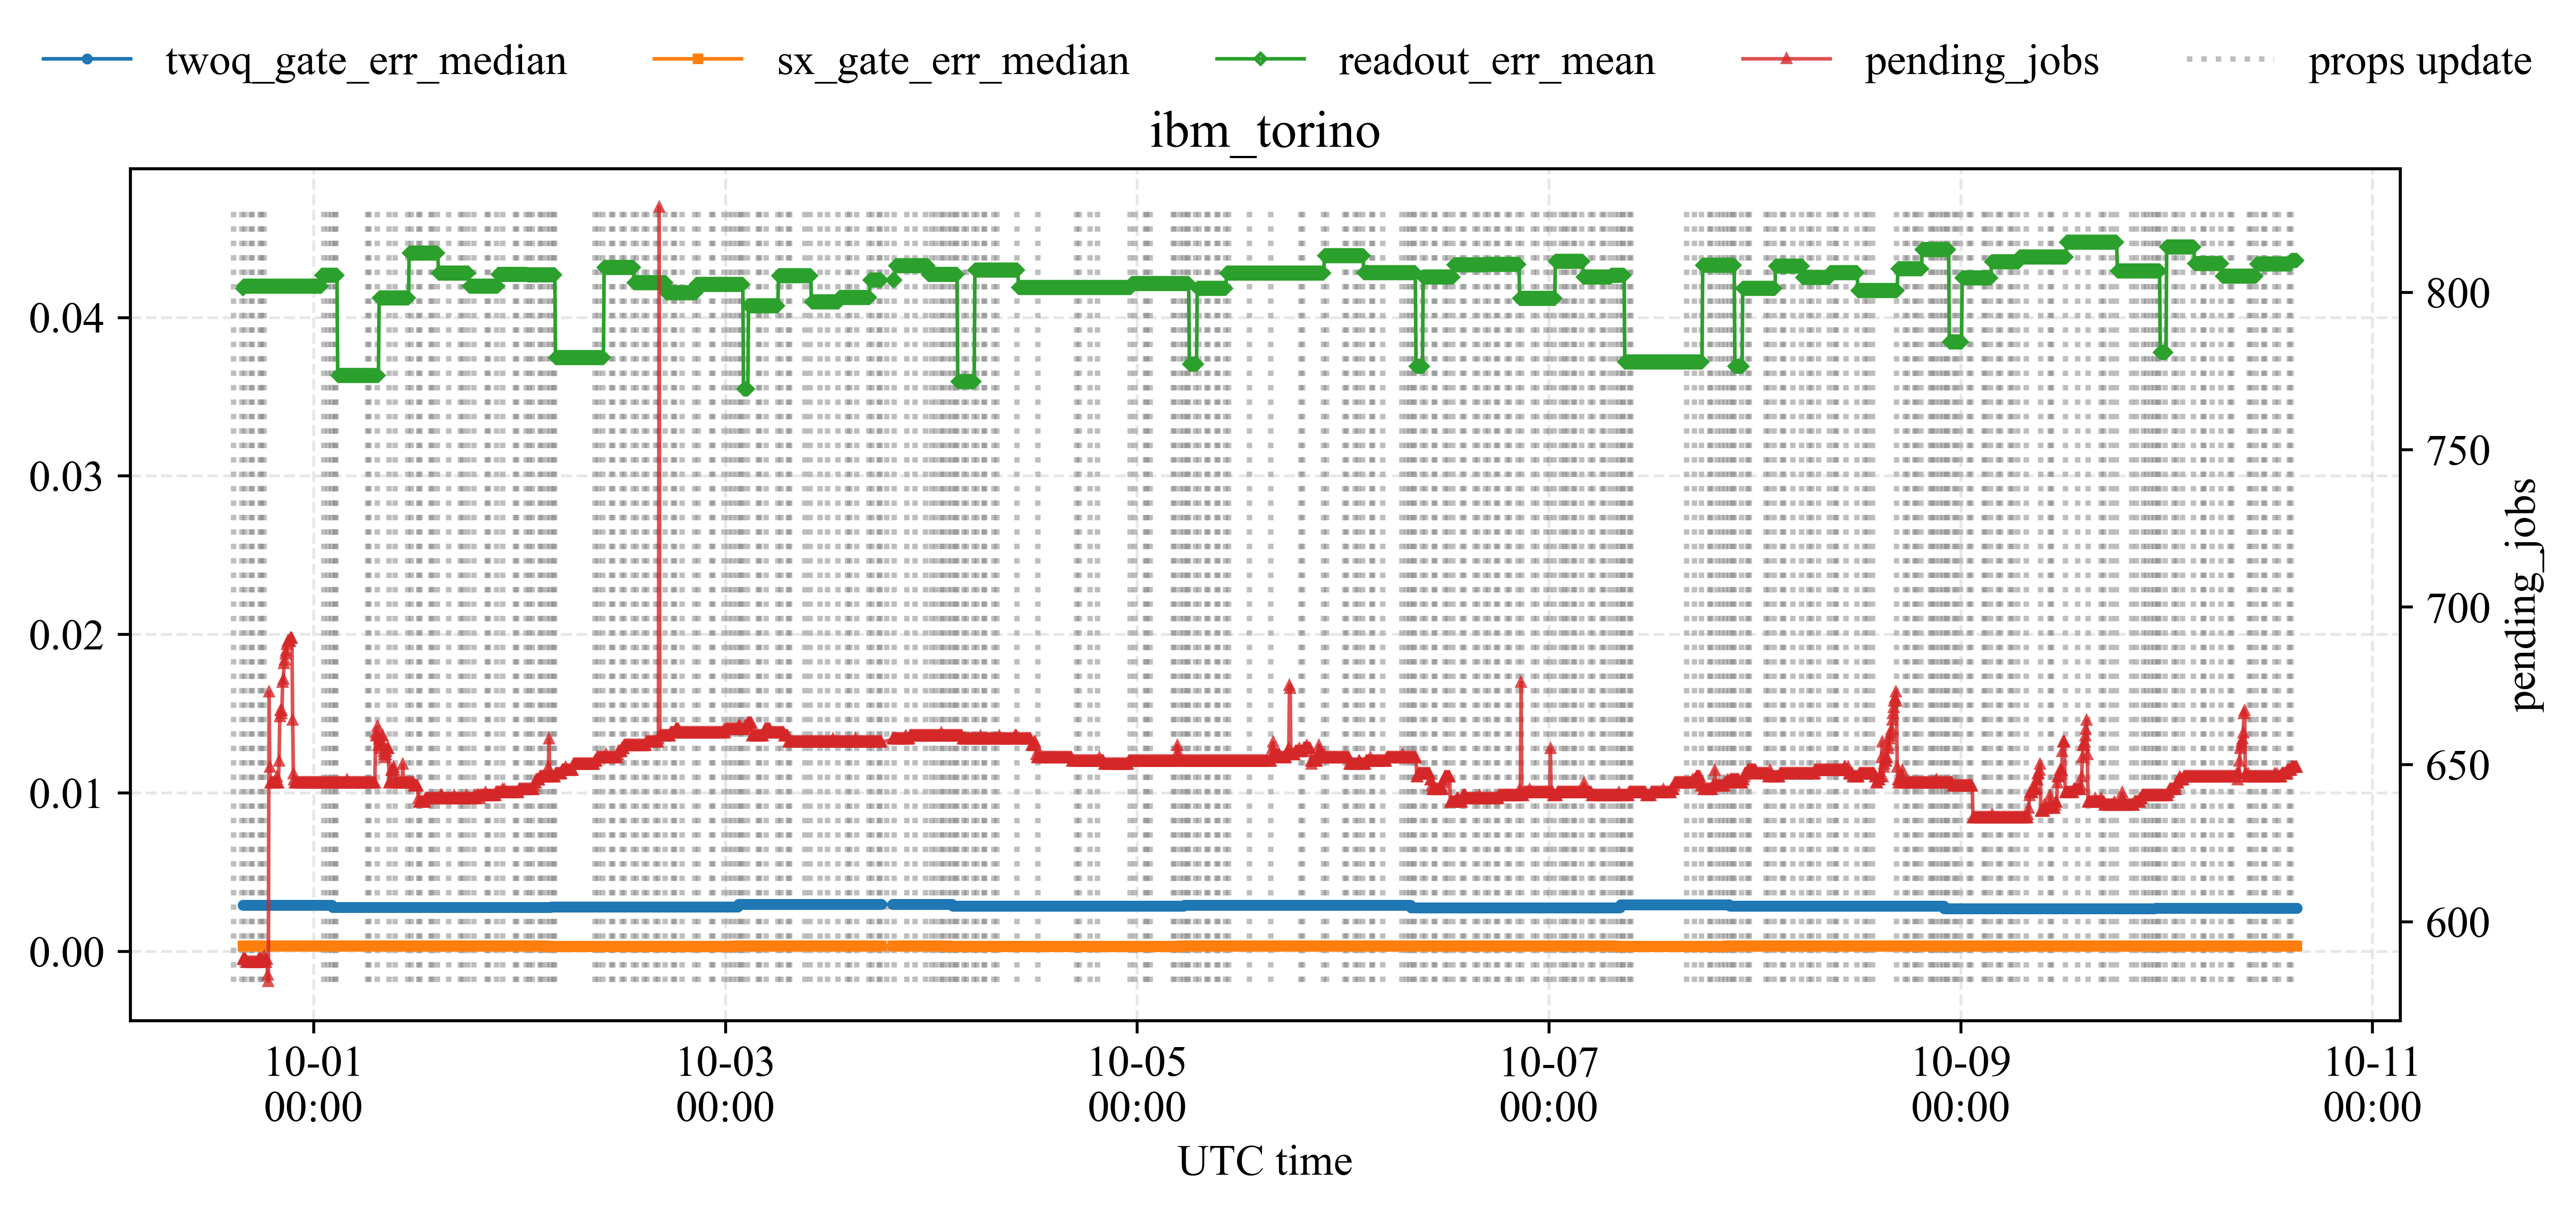 twoq_gate_err_median sx_gate_err_median readout_err_mean pending_jobs props update
ibm_torino
0.04
0.03
0.02
0.01
0.00
800
750
700
650
600
pending_jobs
10-01 10-03 10-05 10-07 10-09 10-11
00:00 00:00 00:00 00:00 00:00 00:00
UTC time